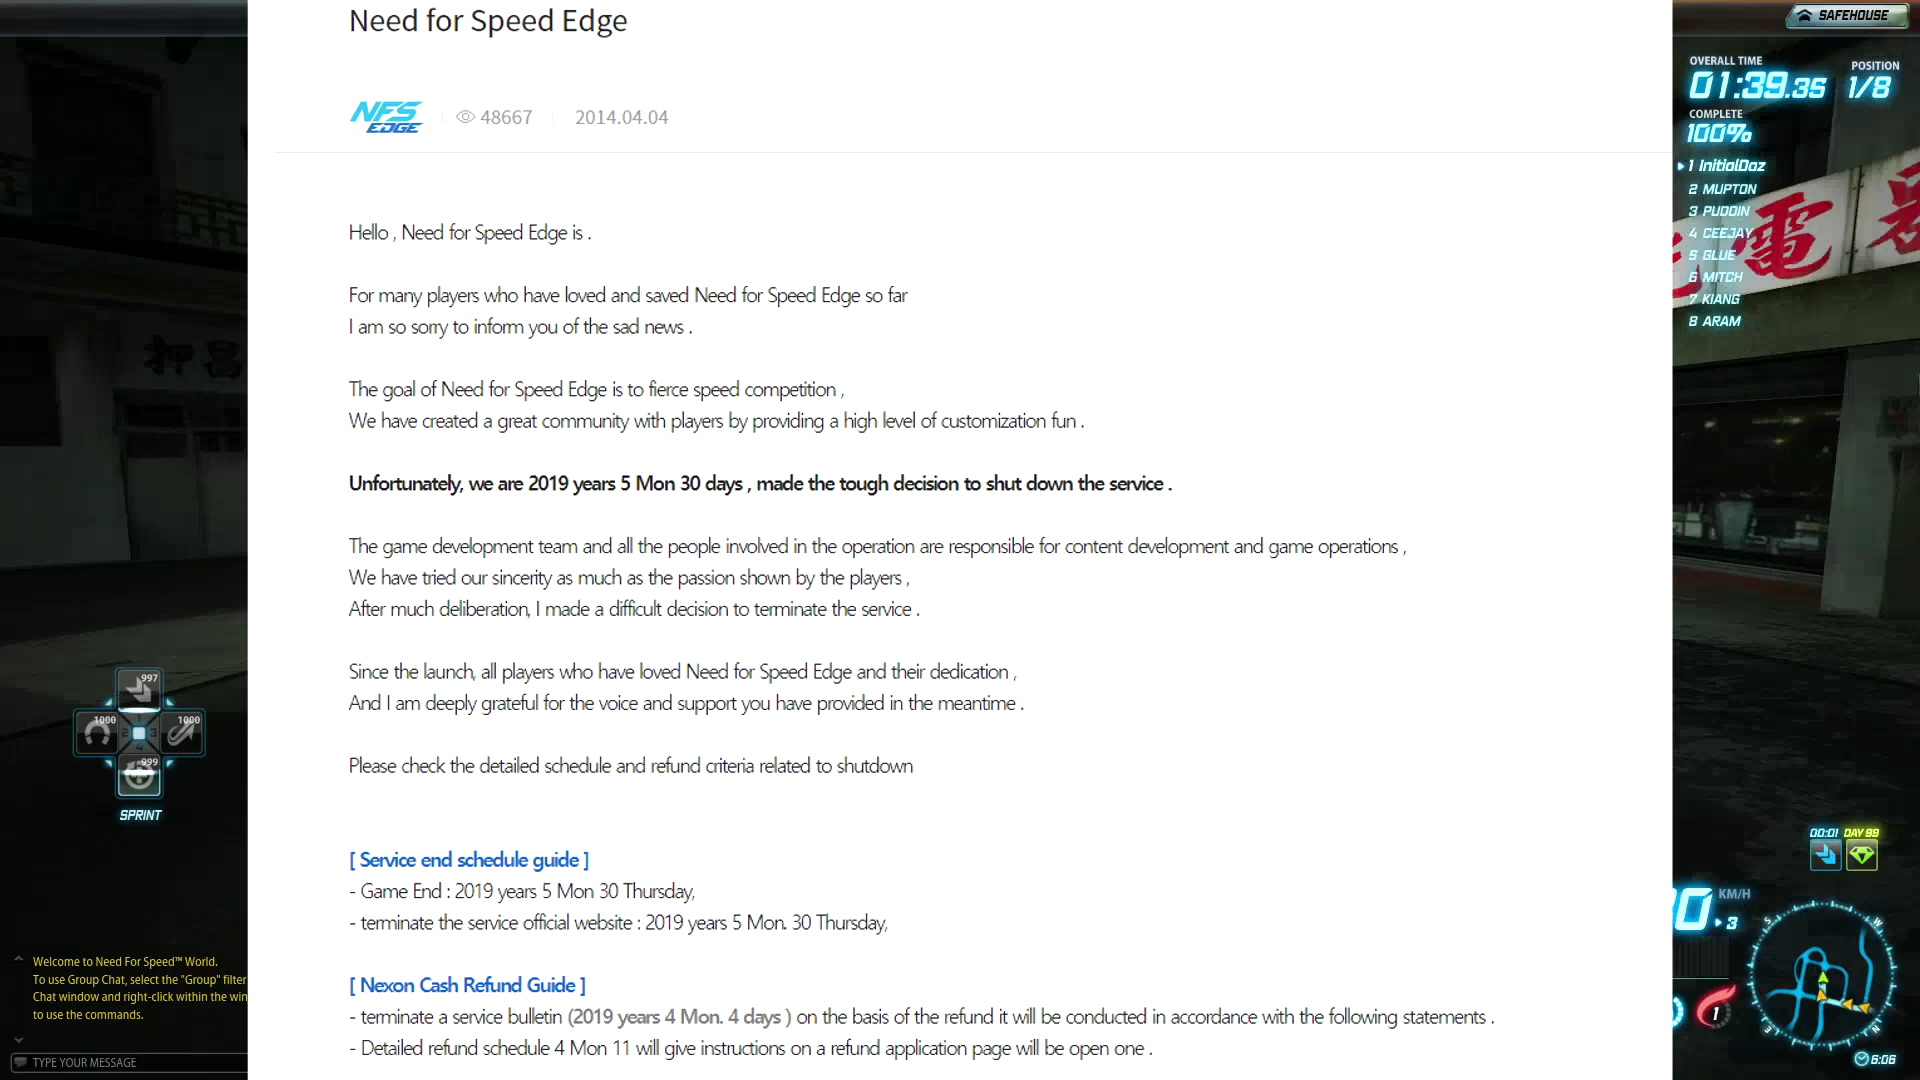 Need for Speed Edge
NFS EDGE
48667
2014.04.04
Hello , Need for Speed Edge is .
For many players who have loved and saved Need for Speed Edge so far
I am so sorry to inform you of the sad news .
The goal of Need for Speed Edge is to fierce speed competition ,
We have created a great community with players by providing a high level of customization fun .
Unfortunately, we are 2019 years 5 Mon 30 days , made the tough decision to shut down the service .
The game development team and all the people involved in the operation are responsible for content development and game operations ,
We have tried our sincerity as much as the passion shown by the players ,
After much deliberation, I made a difficult decision to terminate the service .
Since the launch, all players who have loved Need for Speed Edge and their dedication ,
And I am deeply grateful for the voice and support you have provided in the meantime .
Please check the detailed schedule and refund criteria related to shutdown
[ Service end schedule guide ]
- Game End : 2019 years 5 Mon 30 Thursday,
- terminate the service official website : 2019 years 5 Mon. 30 Thursday,
[ Nexon Cash Refund Guide ]
- terminate a service bulletin (2019 years 4 Mon. 4 days ) on the basis of the refund it will be conducted in accordance with the following statements .
- Detailed refund schedule 4 Mon 11 will give instructions on a refund application page will be open one .
997
1000
1000
2 3
4
999
SPRINT
Welcome to Need For Speed™ World.
To use Group Chat, select the "Group" filter
Chat window and right-click within the win
to use the commands.
TYPE YOUR MESSAGE
SAFEHOUSE
OVERALL TIME
01:39.35
POSITION
1/8
COMPLETE
100%
1 InitialDaz
2 MUPTON
3 PUDDIN
4 CEEJAY
5 GLUE
6 MITCH
7 KIANG
8 ARAM
電器
00:01
DAY 99
KM/H
0
3
1
S
W
E
N
6:06